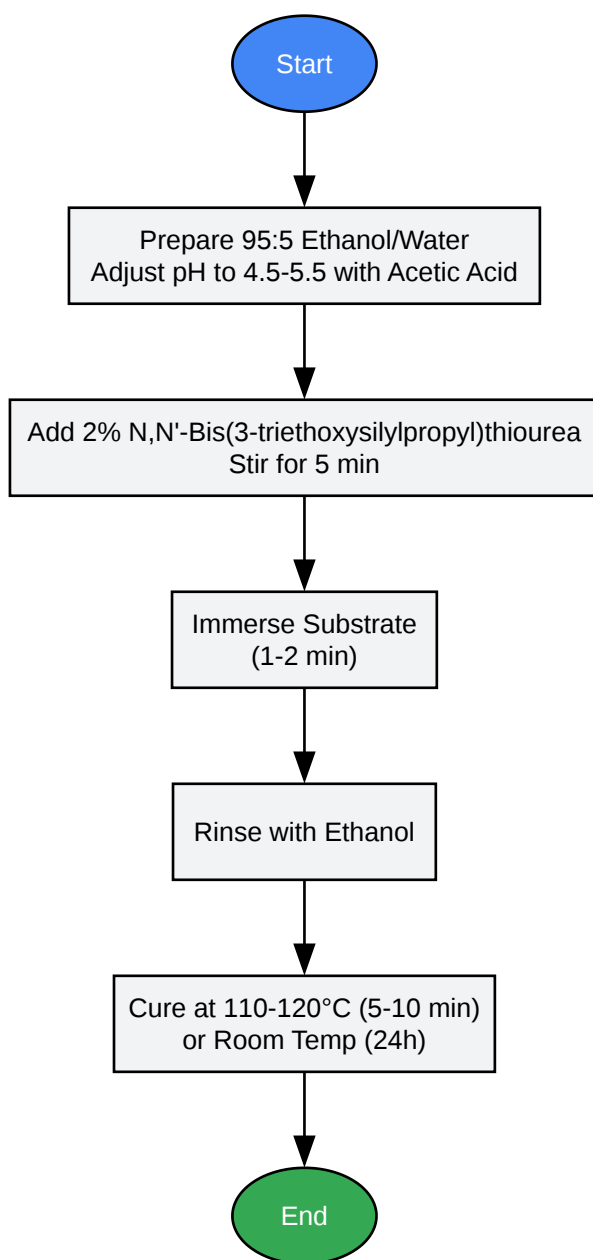 Start
Prepare 95:5 Ethanol/Water
Adjust pH to 4.5-5.5 with Acetic Acid
Add 2% N,N'-Bis(3-triethoxysilylpropyl)thiourea
Stir for 5 min
Immerse Substrate
(1-2 min)
Rinse with Ethanol
Cure at 110-120°C (5-10 min)
or Room Temp (24h)
End